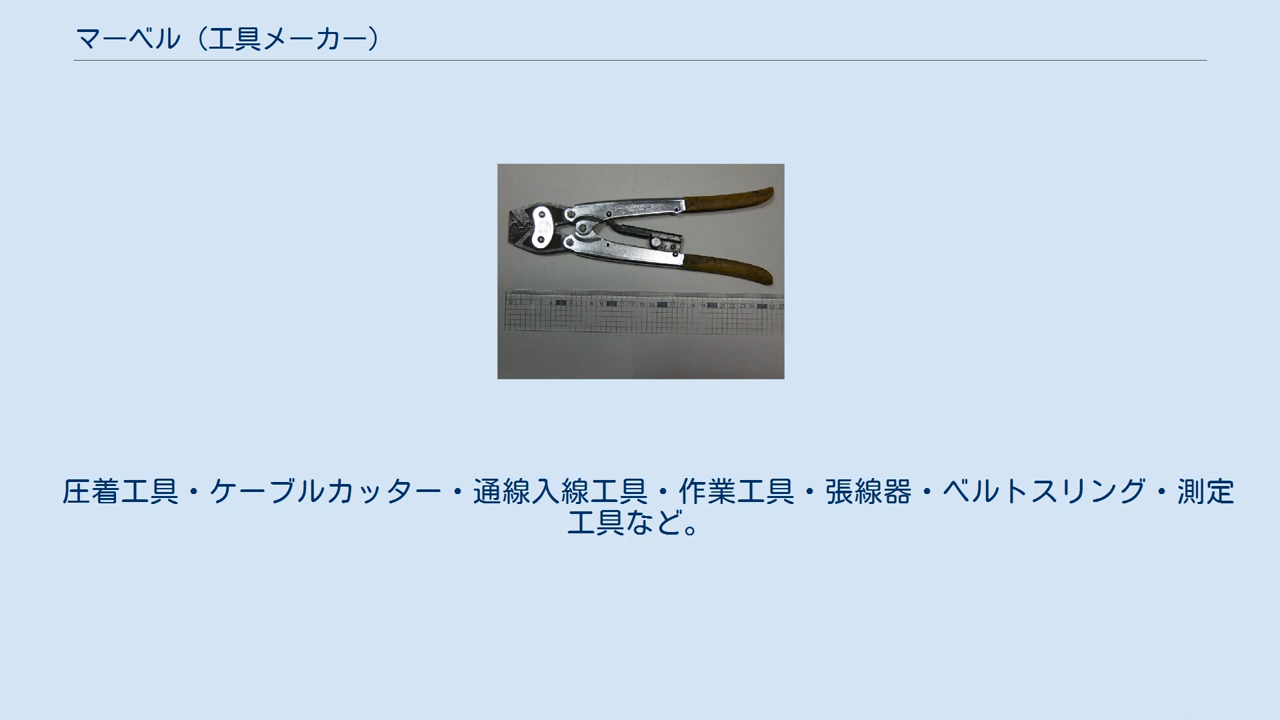 マーベル（工具メーカー）
圧着工具・ケーブルカッター・通線入線工具・作業工具・張線器・ベルトスリング・測定
工具など。